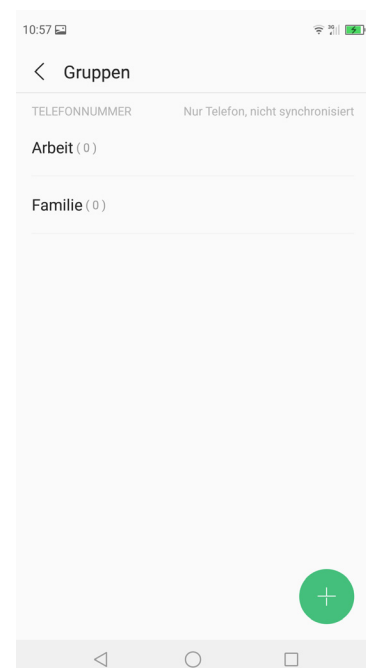 10:57
Gruppen
TELEFONNUMMER Nur Telefon, nicht synchronisiert
Arbeit ( 0 )
Familie ( 0 )